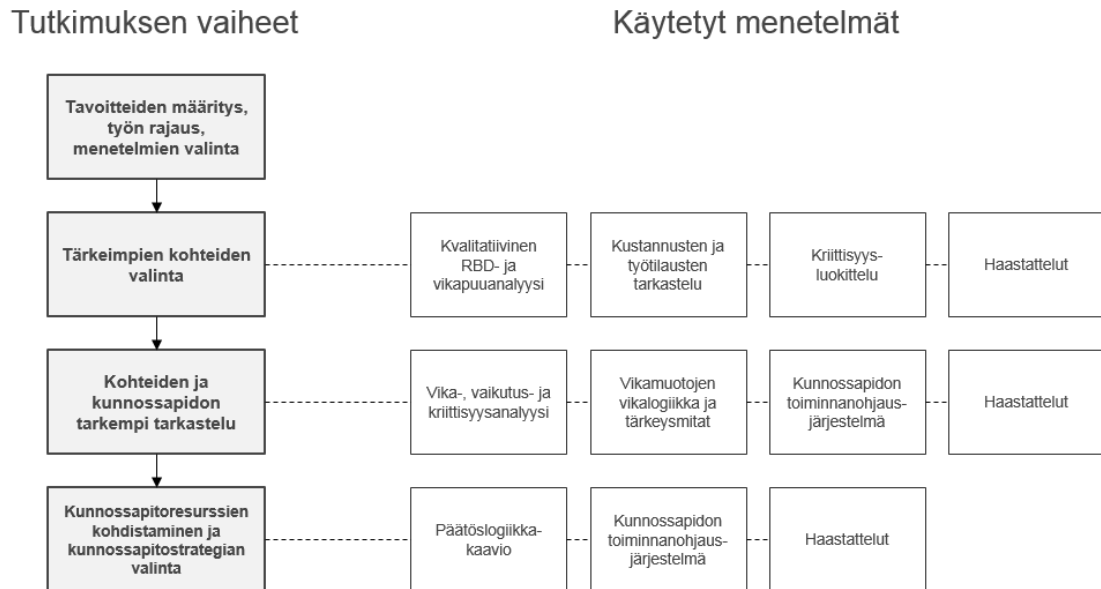 Tutkimuksen vaiheet
Käytetyt menetelmät
Tavoitteiden määritys,
työn rajaus,
menetelmien valinta
Tärkeimpien kohteiden
valinta
Kvalitatiivinen
RBD- ja
vikapuuanalyysi
Kustannusten ja
työtilausten
tarkastelu
Kriittisyys-
luokittelu
Haastattelut
Kohteiden ja
kunnossapidon
tarkempi tarkastelu
Vika-, vaikutus- ja
kriittisyysanalyysi
Vikamuotojen
vikalogiikka ja
tärkeysmitat
Kunnossapidon
toiminnanohjaus-
järjestelmä
Haastattelut
Kunnossapitoresurssien
kohdistaminen ja
kunnossapitostrategian
valinta
Päätöslogiikka-
kaavio
Kunnossapidon
toiminnanohjaus-
järjestelmä
Haastattelut